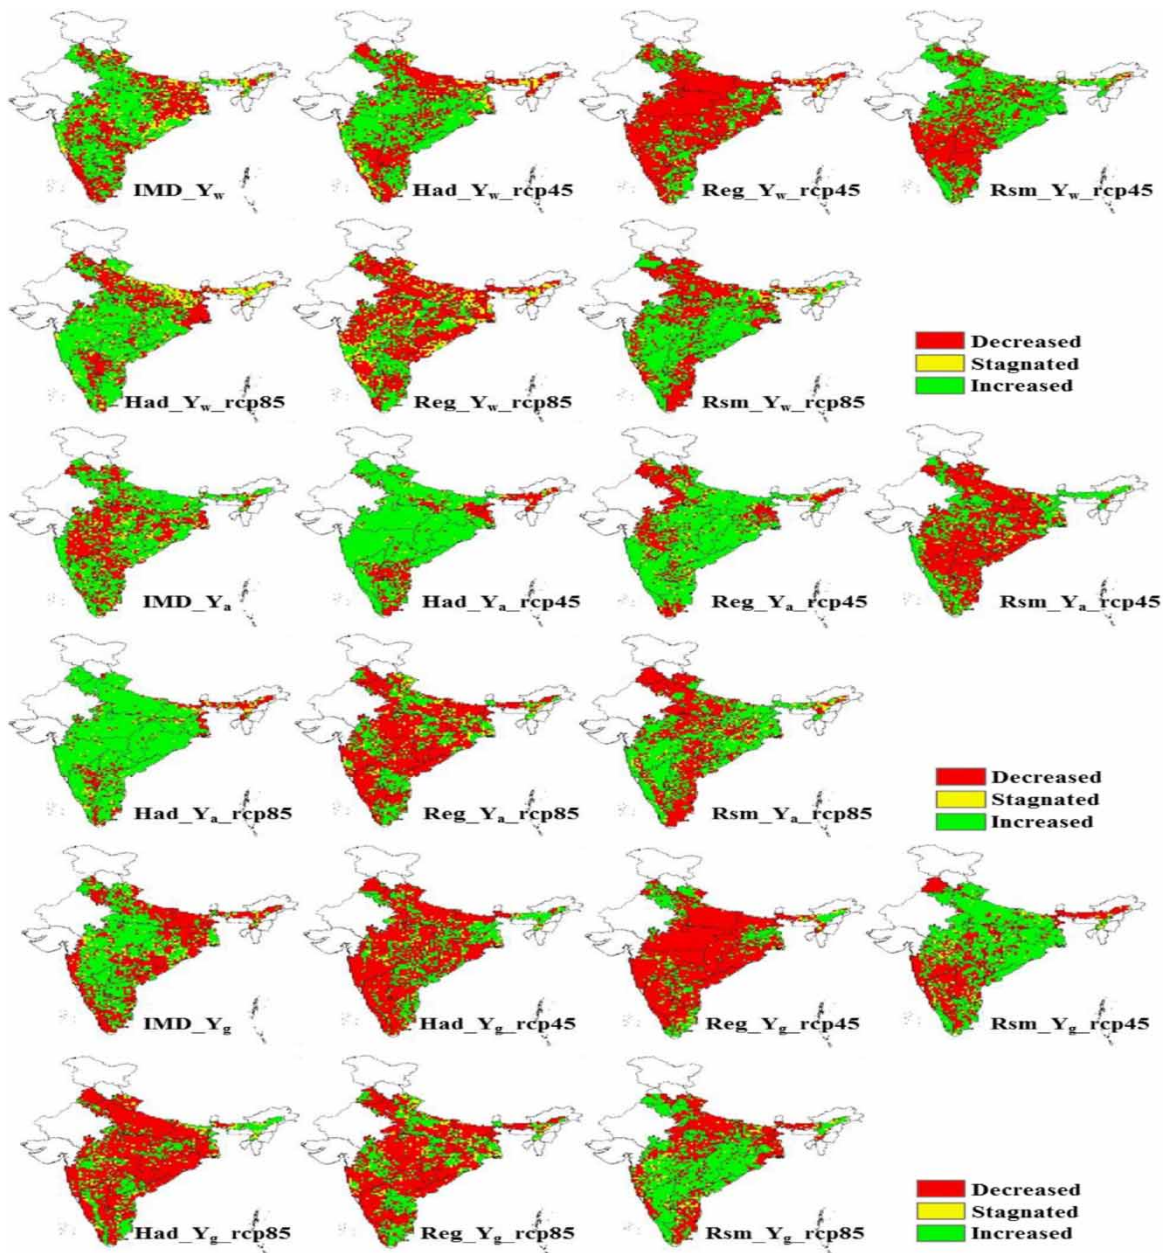 IMD_Yw
Had_Yw_rcp45
Reg_Yw_rcp45
Rsm_Yw_rcp45
Had_Yw_rcp85
Reg_Yw_rcp85
Rsm_Yw_rcp85
Decreased
Stagnated
Increased
IMD_Ya
Had_Ya_rcp45
Reg_Ya_rcp45
Rsm_Ya_rcp45
Had_Ya_rcp85
Reg_Ya_rcp85
Rsm_Ya_rcp85
Decreased
Stagnated
Increased
IMD_Yg
Had_Yg_rcp45
Reg_Yg_rcp45
Rsm_Yg_rcp45
Had_Yg_rcp85
Reg_Yg_rcp85
Rsm_Yg_rcp85
Decreased
Stagnated
Increased